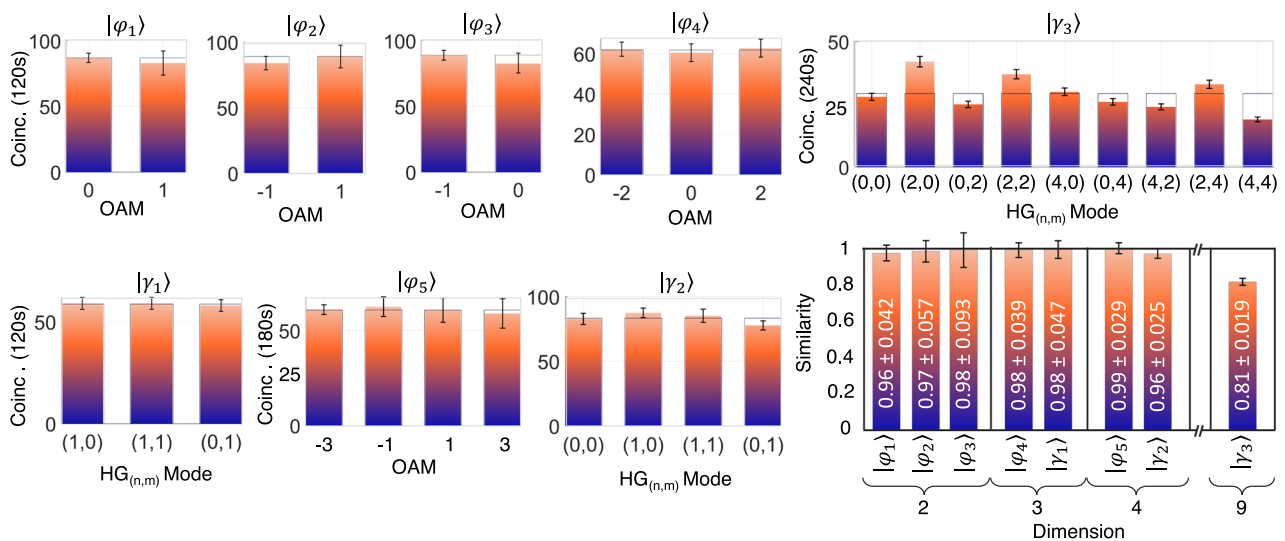 |φ₁⟩
Coinc. (120s)
100
50
0
0 1
OAM
|φ₂⟩
100
50
0
-1 1
OAM
|φ₃⟩
100
50
0
-1 0
OAM
|φ₄⟩
60
40
20
0
-2 0 2
OAM
|γ₃⟩
Coinc. (240s)
50
25
0
(0,0) (2,0) (0,2) (2,2) (4,0) (0,4) (4,2) (2,4) (4,4)
HG(n,m) Mode
|γ₁⟩
Coinc. (120s)
50
0
(1,0) (1,1) (0,1)
HG(n,m) Mode
|φ₅⟩
Coinc. (180s)
50
25
0
-3 -1 1 3
OAM
|γ₂⟩
100
50
0
(0,0) (1,0) (1,1) (0,1)
HG(n,m) Mode
Similarity
1
0.8
0.6
0.4
0.2
0
0.96 ± 0.042
0.97 ± 0.057
0.98 ± 0.093
0.98 ± 0.039
0.98 ± 0.047
0.99 ± 0.029
0.96 ± 0.025
0.81 ± 0.019
|φ₁⟩ |φ₂⟩ |φ₃⟩ |φ₄⟩ |γ₁⟩ |φ₅⟩ |γ₂⟩ |γ₃⟩
2 3 4 9
Dimension